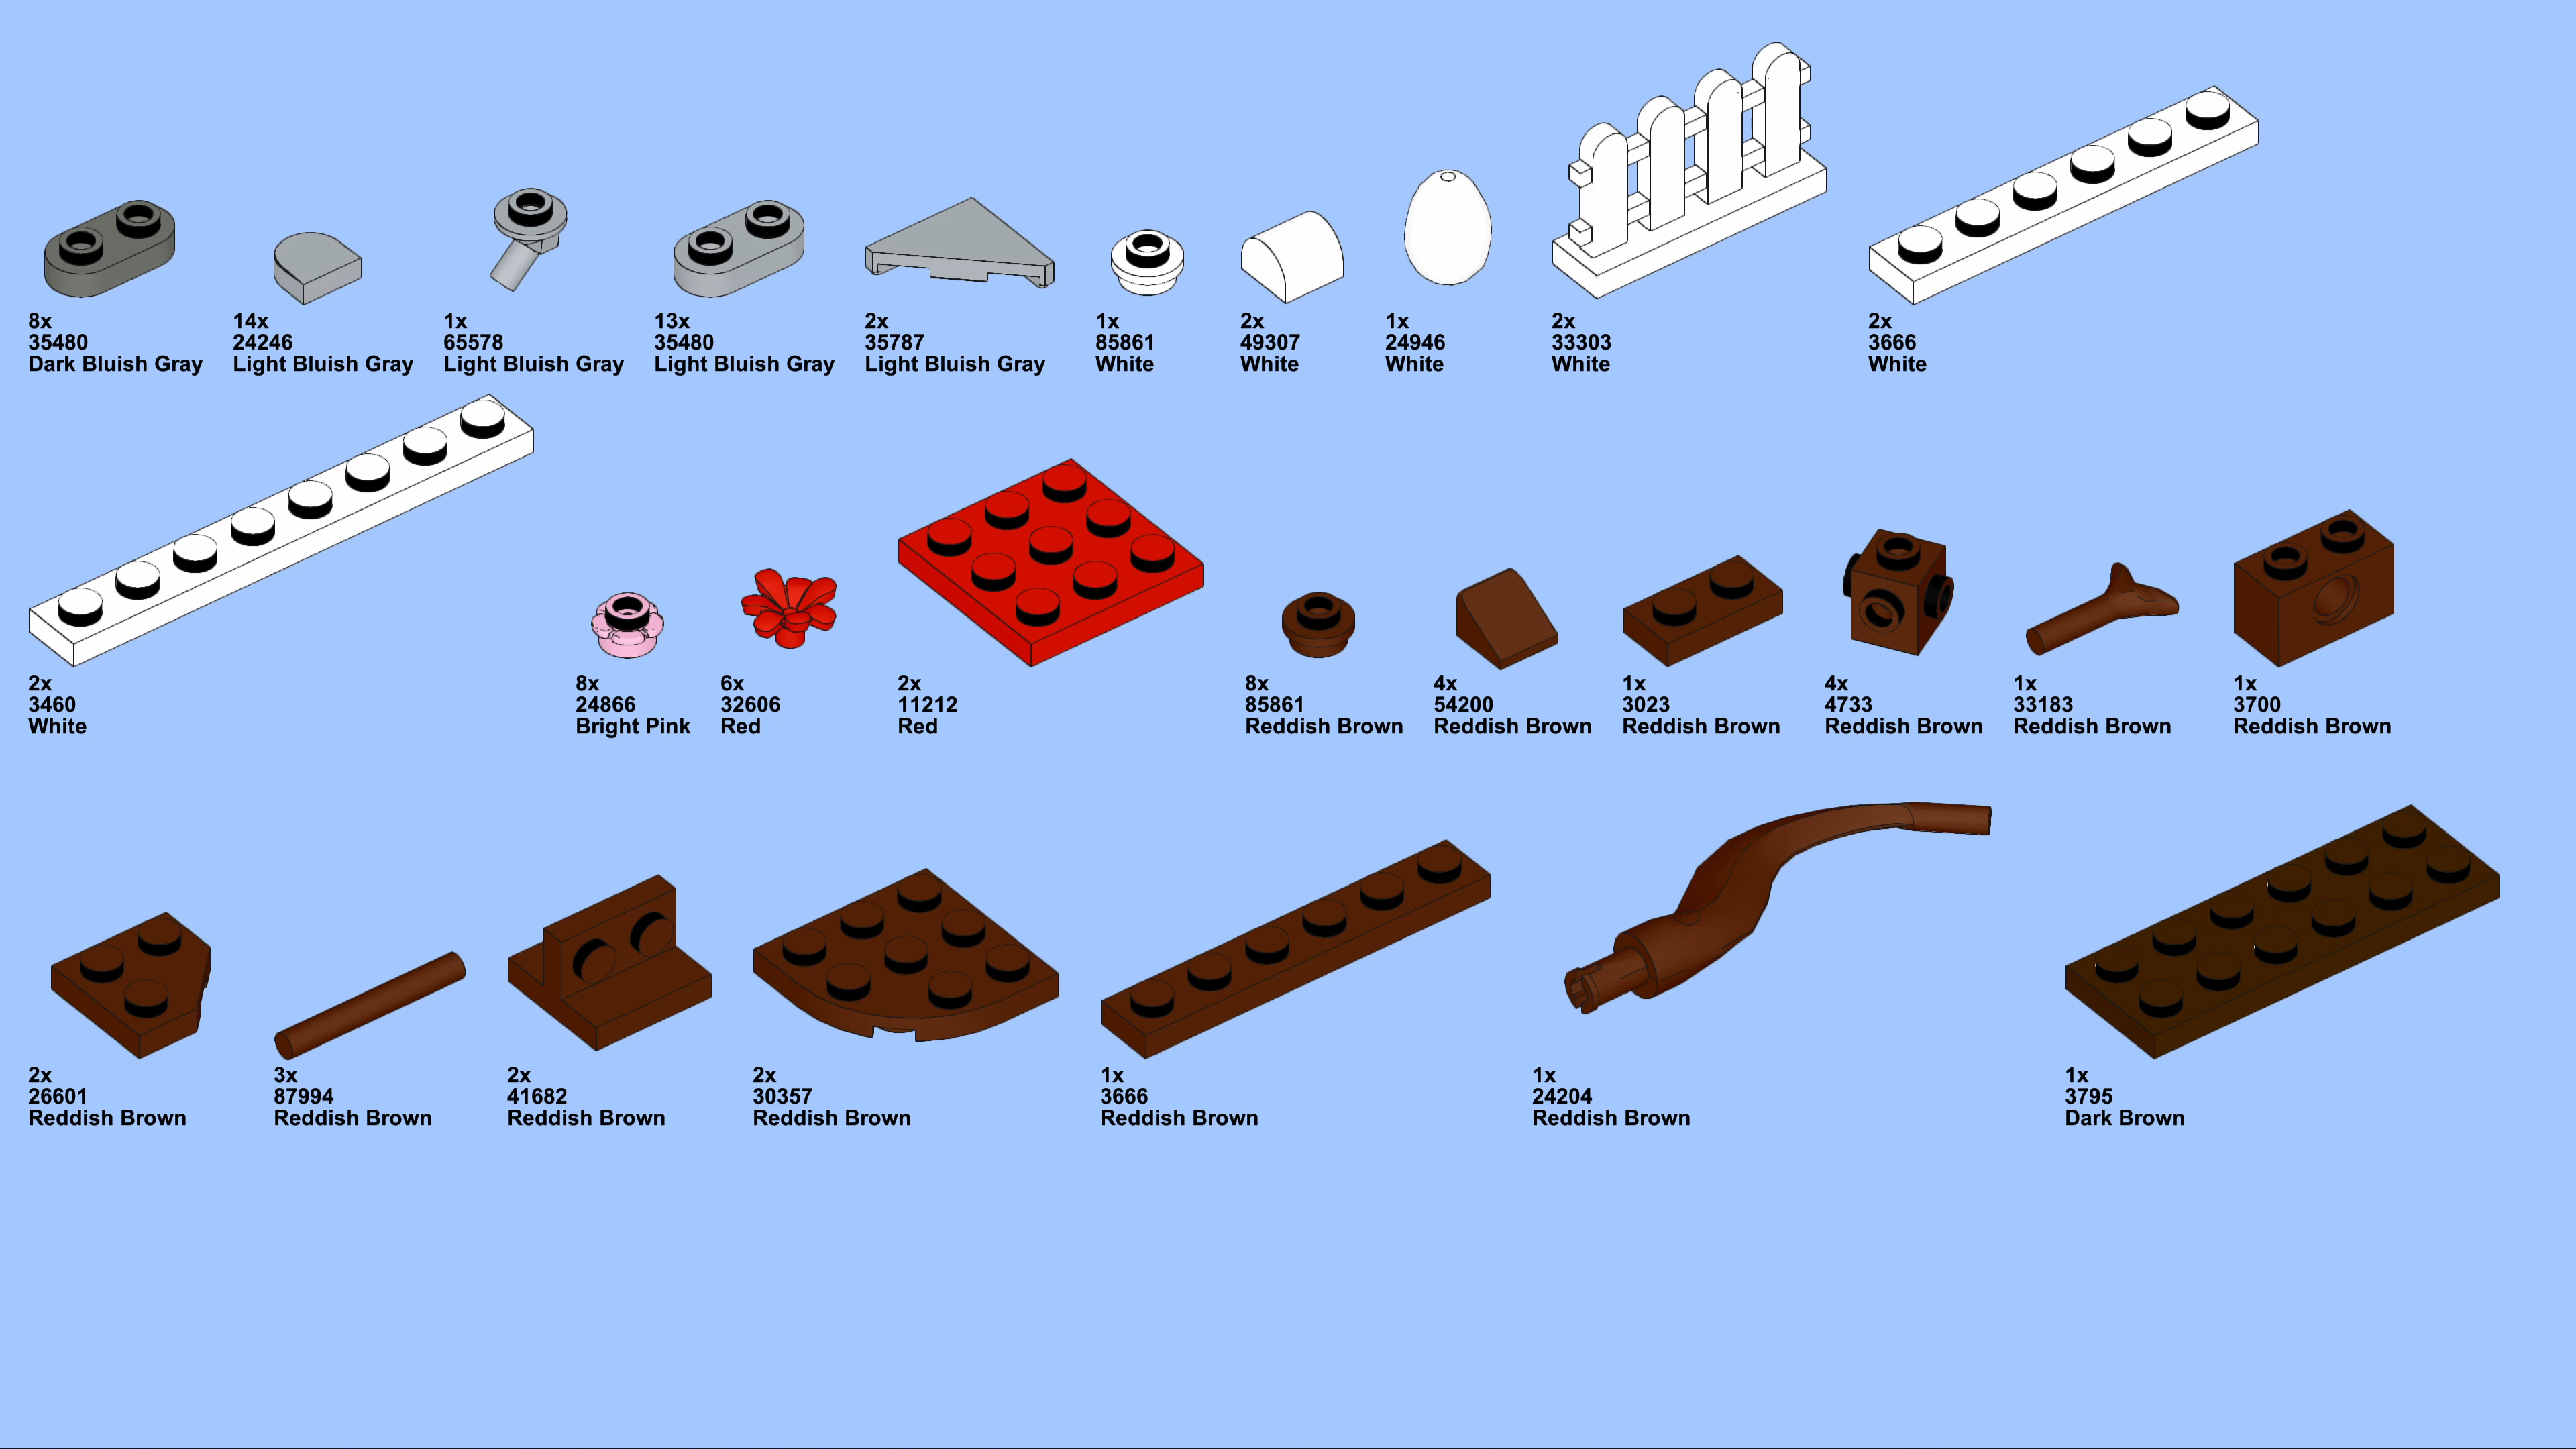 8x
35480
Dark Bluish Gray
14x
24246
Light Bluish Gray
1x
65578
Light Bluish Gray
13x
35480
Light Bluish Gray
2x
35787
Light Bluish Gray
1x
85861
White
2x
49307
White
1x
24946
White
2x
33303
White
2x
3666
White
2x
3460
White
8x
24866
Bright Pink
6x
32606
Red
2x
11212
Red
8x
85861
Reddish Brown
4x
54200
Reddish Brown
1x
3023
Reddish Brown
4x
4733
Reddish Brown
1x
33183
Reddish Brown
1x
3700
Reddish Brown
2x
26601
Reddish Brown
3x
87994
Reddish Brown
2x
41682
Reddish Brown
2x
30357
Reddish Brown
1x
3666
Reddish Brown
1x
24204
Reddish Brown
1x
3795
Dark Brown